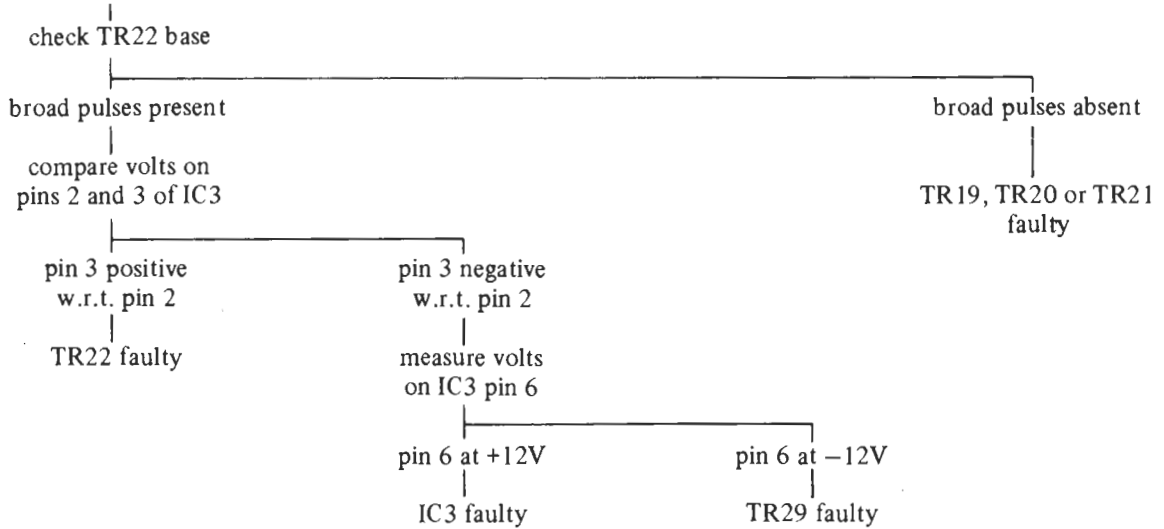 check TR22 base
broad pulses present
broad pulses absent
compare volts on
pins 2 and 3 of IC3
TR19, TR20 or TR21
faulty
pin 3 positive
w.r.t. pin 2
pin 3 negative
w.r.t. pin 2
TR22 faulty
measure volts
on IC3 pin 6
pin 6 at +12V
pin 6 at −12V
IC3 faulty
TR29 faulty